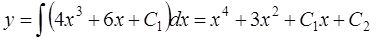 y = ∫(4x³ + 6x + C₁)dx = x⁴ + 3x² + C₁x + C₂